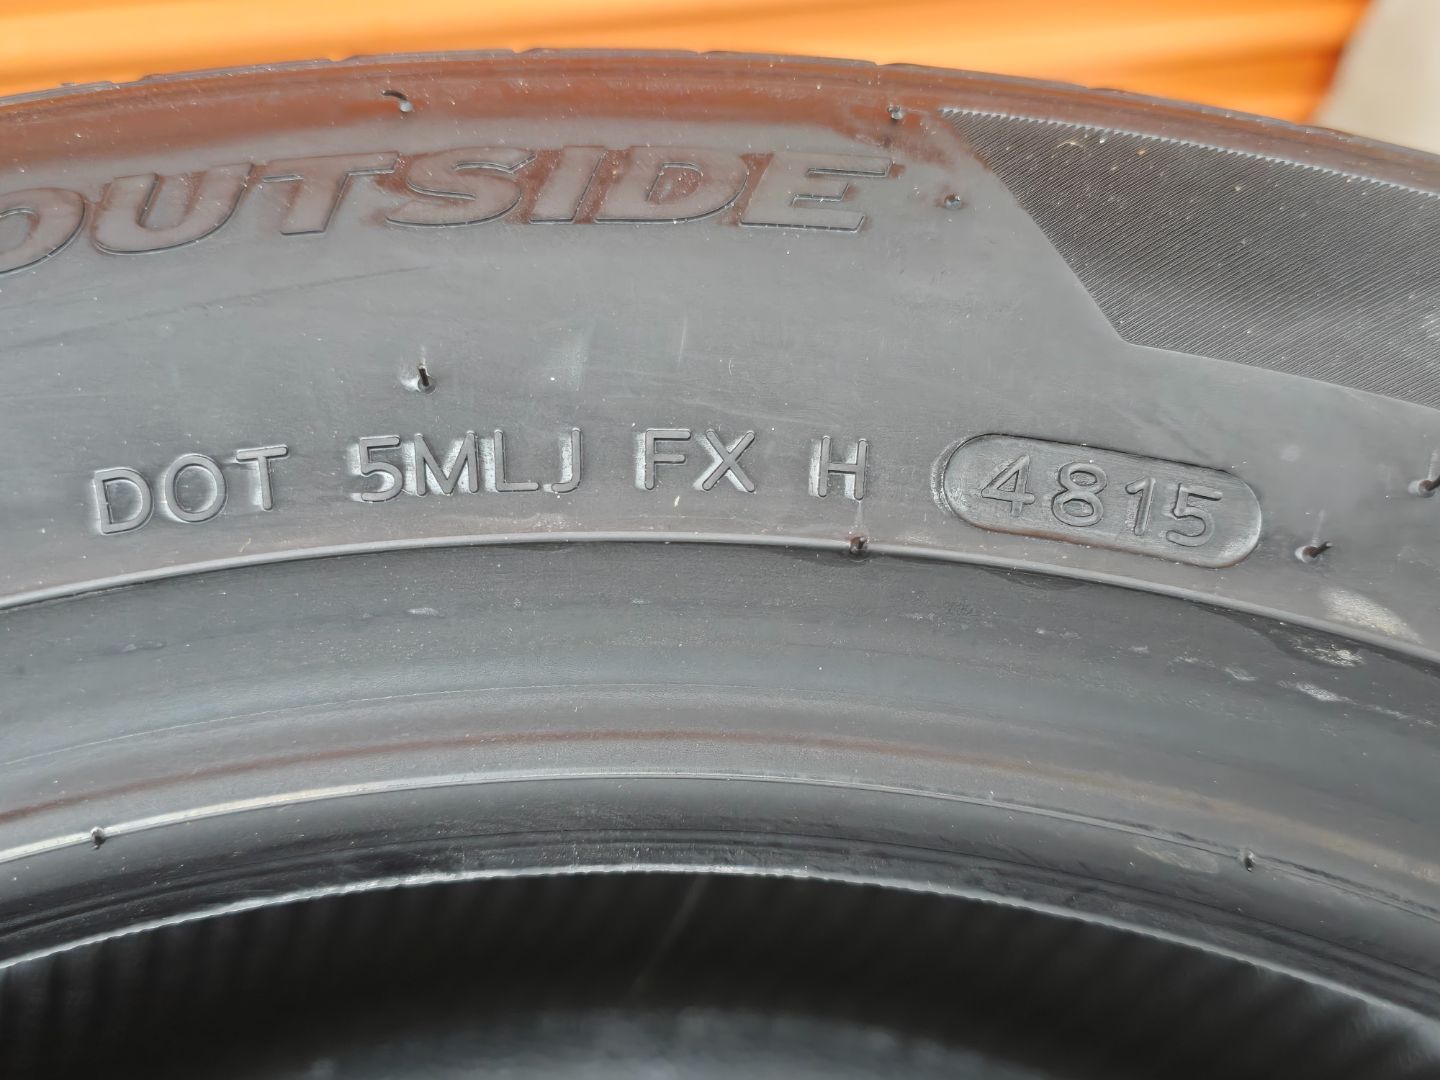 OUTSIDE
DOT 5MLJ FX H 4815